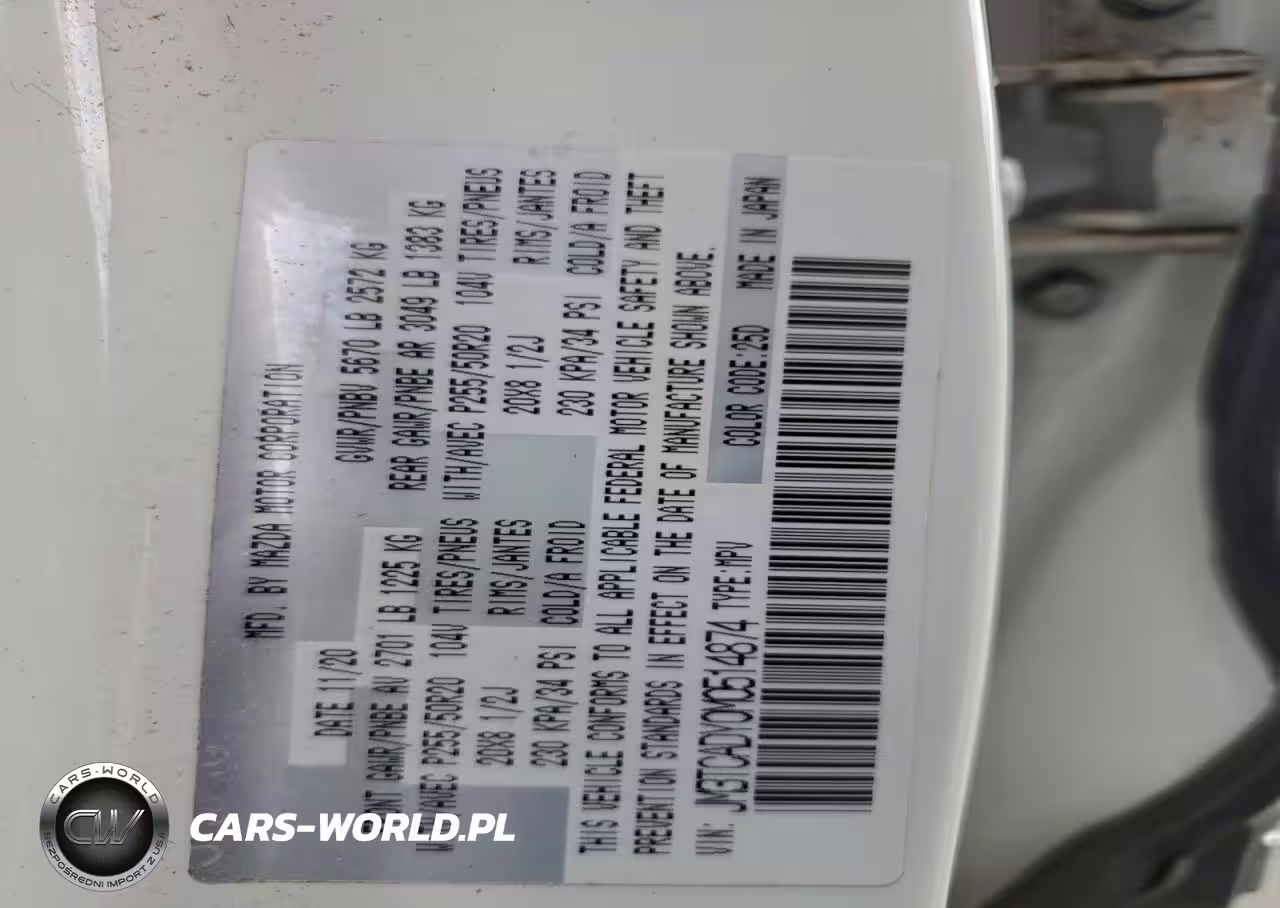 MFD. BY MAZDA MOTOR CORPORATION
DATE 11/20 GVWR/PNBV 5670 LB 2572 KG
FRONT GAWR/PNBE AV 2701 LB 1225 KG REAR GAWR/PNBE AR 3049 LB 1383 KG
P255/50R20 104V TIRES/PNEUS WITH/AVEC P255/50R20 104V TIRES/PNEUS
20X8 1/2J RIMS/JANTES 20X8 1/2J RIMS/JANTES
230 KPA/34 PSI COLD/A FROID 230 KPA/34 PSI COLD/A FROID
THIS VEHICLE CONFORMS TO ALL APPLICABLE FEDERAL MOTOR VEHICLE SAFETY AND THEFT
PREVENTION STANDARDS IN EFFECT ON THE DATE OF MANUFACTURE SHOWN ABOVE.
VIN: JM3TCADY0M0514874 TYPE:MPV COLOR CODE:25D MADE IN JAPAN
CARS-WORLD
CW
BEZPOŚREDNI IMPORT Z USA
CARS-WORLD.PL